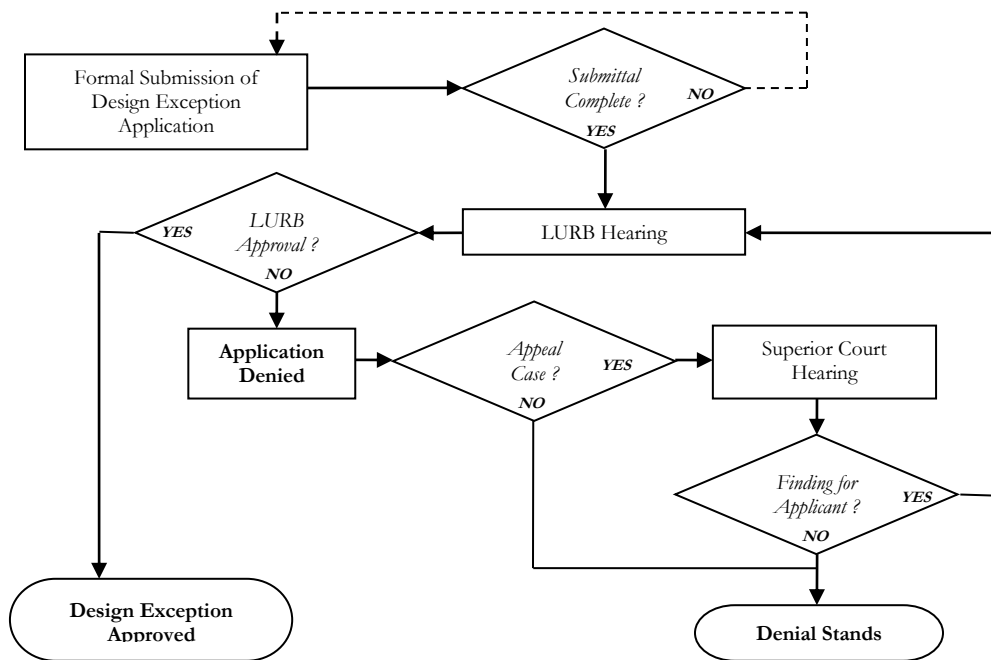 Formal Submission of
Design Exception
Application
Submittal
Complete ?
NO
YES
LURB
Approval ?
YES
NO
LURB Hearing
Application
Denied
Appeal
Case ?
YES
NO
Superior Court
Hearing
Finding for
Applicant ?
YES
NO
Design Exception
Approved
Denial Stands